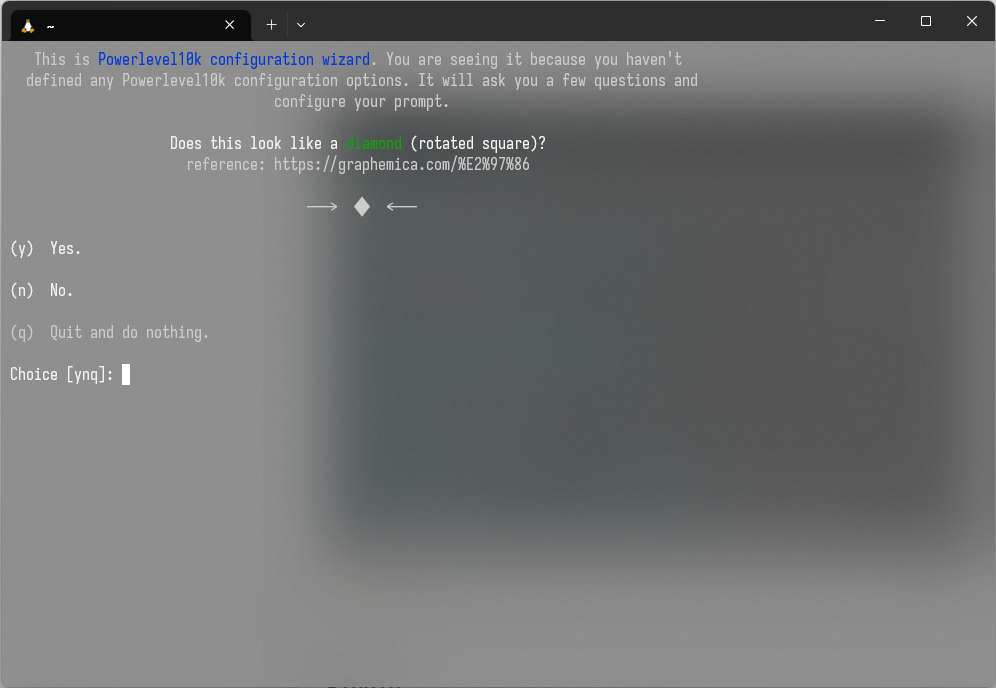 ~
This is Powerlevel10k configuration wizard. You are seeing it because you haven't
defined any Powerlevel10k configuration options. It will ask you a few questions and
configure your prompt.
Does this look like a diamond (rotated square)?
reference: https://graphemica.com/%E2%97%86
⟶ ◆ ⟵
(y) Yes.
(n) No.
(q) Quit and do nothing.
Choice [ynq]: